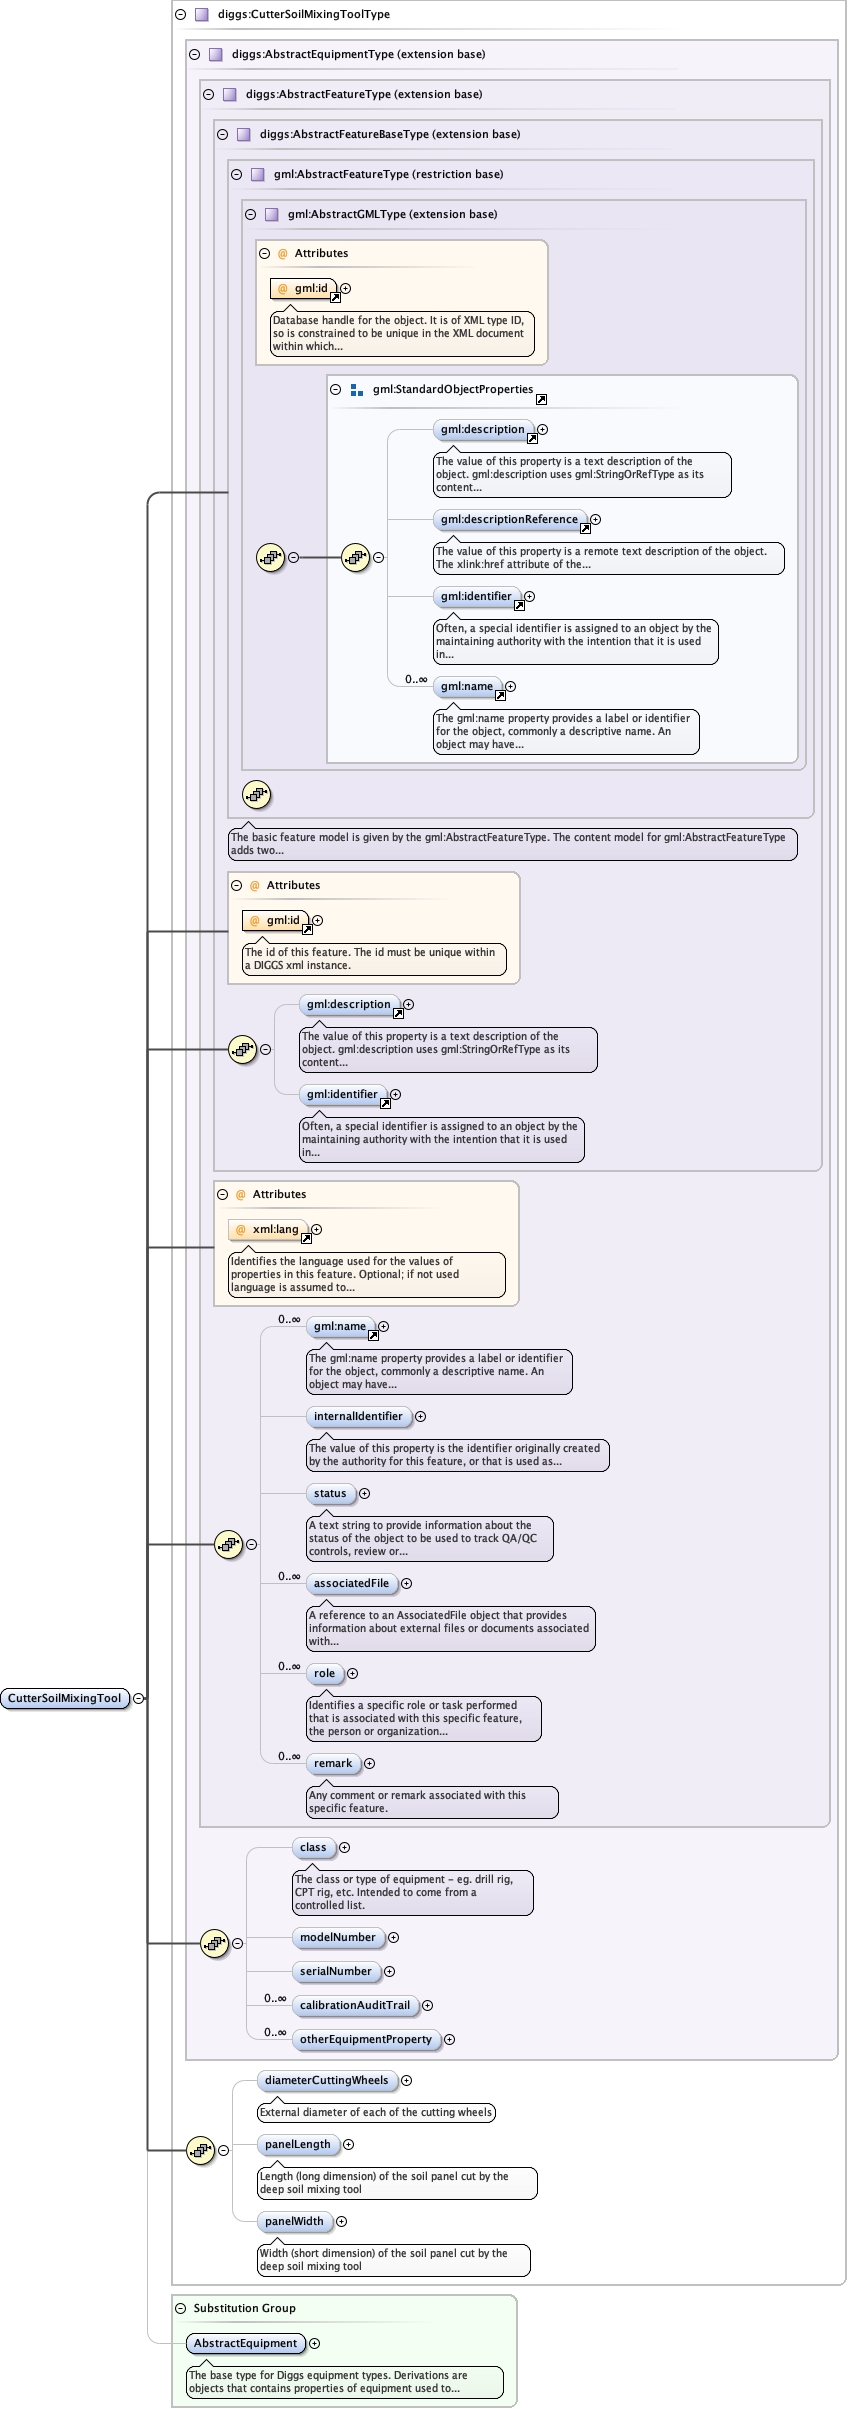 diggs:CutterSoilMixingToolType
diggs:AbstractEquipmentType (extension base)
diggs:AbstractFeatureType (extension base)
diggs:AbstractFeatureBaseType (extension base)
gml:AbstractFeatureType (restriction base)
gml:AbstractGMLType (extension base)
@ Attributes
@ gml:id
Database handle for the object. It is of XML type ID,
so is constrained to be unique in the XML document
within which...
gml:StandardObjectProperties
gml:description
The value of this property is a text description of the
object. gml:description uses gml:StringOrRefType as its
content...
gml:descriptionReference
The value of this property is a remote text description of the object.
The xlink:href attribute of the...
gml:identifier
Often, a special identifier is assigned to an object by the
maintaining authority with the intention that it is used
in...
0..∞
gml:name
The gml:name property provides a label or identifier
for the object, commonly a descriptive name. An
object may have...
The basic feature model is given by the gml:AbstractFeatureType. The content model for gml:AbstractFeatureType
adds two...
@ Attributes
@ gml:id
The id of this feature. The id must be unique within
a DIGGS xml instance.
gml:description
The value of this property is a text description of the
object. gml:description uses gml:StringOrRefType as its
content...
gml:identifier
Often, a special identifier is assigned to an object by the
maintaining authority with the intention that it is used
in...
@ Attributes
@ xml:lang
Identifies the language used for the values of
properties in this feature. Optional; if not used
language is assumed to...
0..∞
gml:name
The gml:name property provides a label or identifier
for the object, commonly a descriptive name. An
object may have...
internalIdentifier
The value of this property is the identifier originally created
by the authority for this feature, or that is used as...
status
A text string to provide information about the
status of the object to be used to track QA/QC
controls, review or...
0..∞
associatedFile
A reference to an AssociatedFile object that provides
information about external files or documents associated
with...
0..∞
role
Identifies a specific role or task performed
that is associated with this specific feature,
the person or organization...
CutterSoilMixingTool
0..∞
remark
Any comment or remark associated with this
specific feature.
class
The class or type of equipment - eg. drill rig,
CPT rig, etc. Intended to come from a
controlled list.
modelNumber
serialNumber
0..∞
calibrationAuditTrail
0..∞
otherEquipmentProperty
diameterCuttingWheels
External diameter of each of the cutting wheels
panelLength
Length (long dimension) of the soil panel cut by the
deep soil mixing tool
panelWidth
Width (short dimension) of the soil panel cut by the
deep soil mixing tool
Substitution Group
AbstractEquipment
The base type for Diggs equipment types. Derivations are
objects that contains properties of equipment used to...